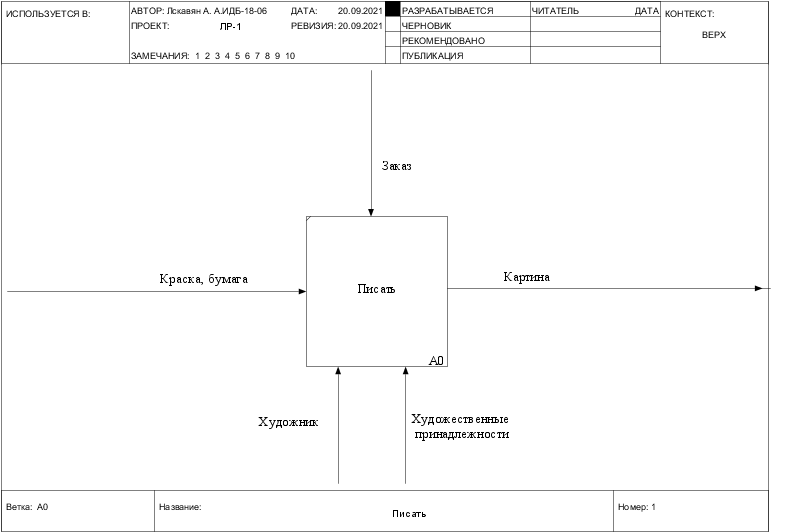 ИСПОЛЬЗУЕТСЯ В:
АВТОР: Лскавян А. А.ИДБ-18-06
ДАТА: 20.09.2021
РАЗРАБАТЫВАЕТСЯ
ЧИТАТЕЛЬ
ДАТА
КОНТЕКСТ:
ПРОЕКТ: ЛР-1
РЕВИЗИЯ: 20.09.2021
ЧЕРНОВИК
РЕКОМЕНДОВАНО
ВЕРХ
ЗАМЕЧАНИЯ: 1 2 3 4 5 6 7 8 9 10
ПУБЛИКАЦИЯ
Заказ
Краска, бумага
Писать
Картина
A0
Художник
Художественные
принадлежности
Ветка: A0
Название:
Писать
Номер: 1